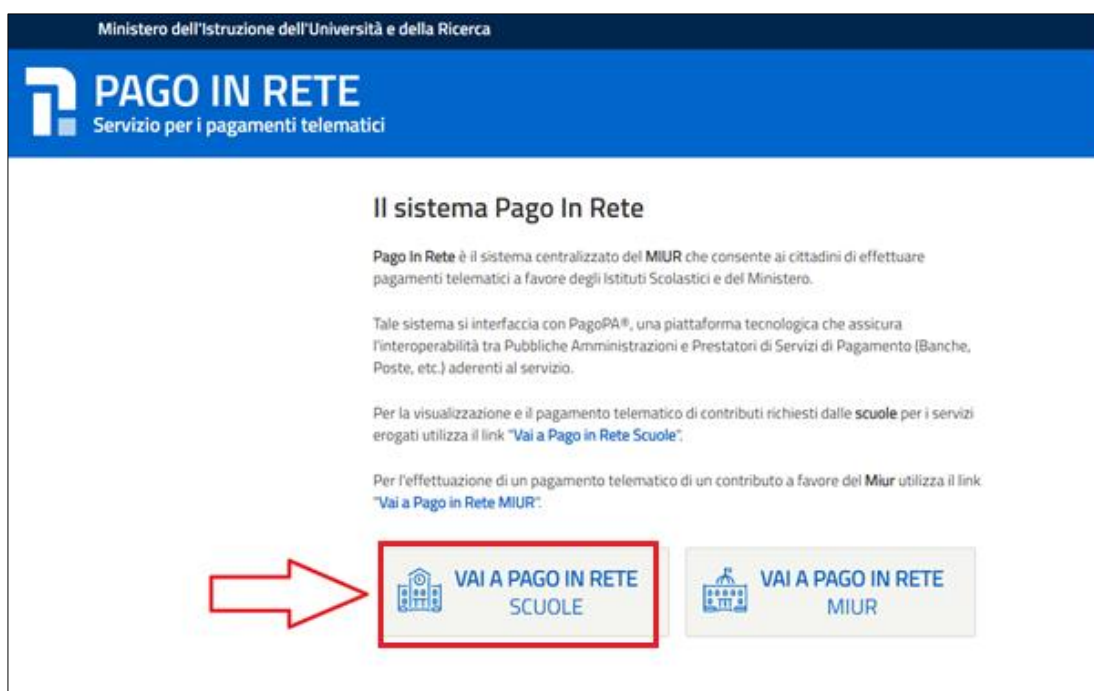 Ministero dell'Istruzione dell'Università e della Ricerca
PAGO IN RETE
Servizio per i pagamenti telematici
Il sistema Pago In Rete
Pago In Rete è il sistema centralizzato del MIUR che consente ai cittadini di effettuare
pagamenti telematici a favore degli Istituti Scolastici e del Ministero.
Tale sistema si interfaccia con PagoPA®, una piattaforma tecnologica che assicura
l'interoperabilità tra Pubbliche Amministrazioni e Prestatori di Servizi di Pagamento (Banche,
Poste, etc.) aderenti al servizio.
Per la visualizzazione e il pagamento telematico di contributi richiesti dalle scuole per i servizi
erogati utilizza il link "Vai a Pago in Rete Scuole".
Per l'effettuazione di un pagamento telematico di un contributo a favore del Miur utilizza il link
"Vai a Pago in Rete MIUR".
VAI A PAGO IN RETE
SCUOLE
VAI A PAGO IN RETE
MIUR